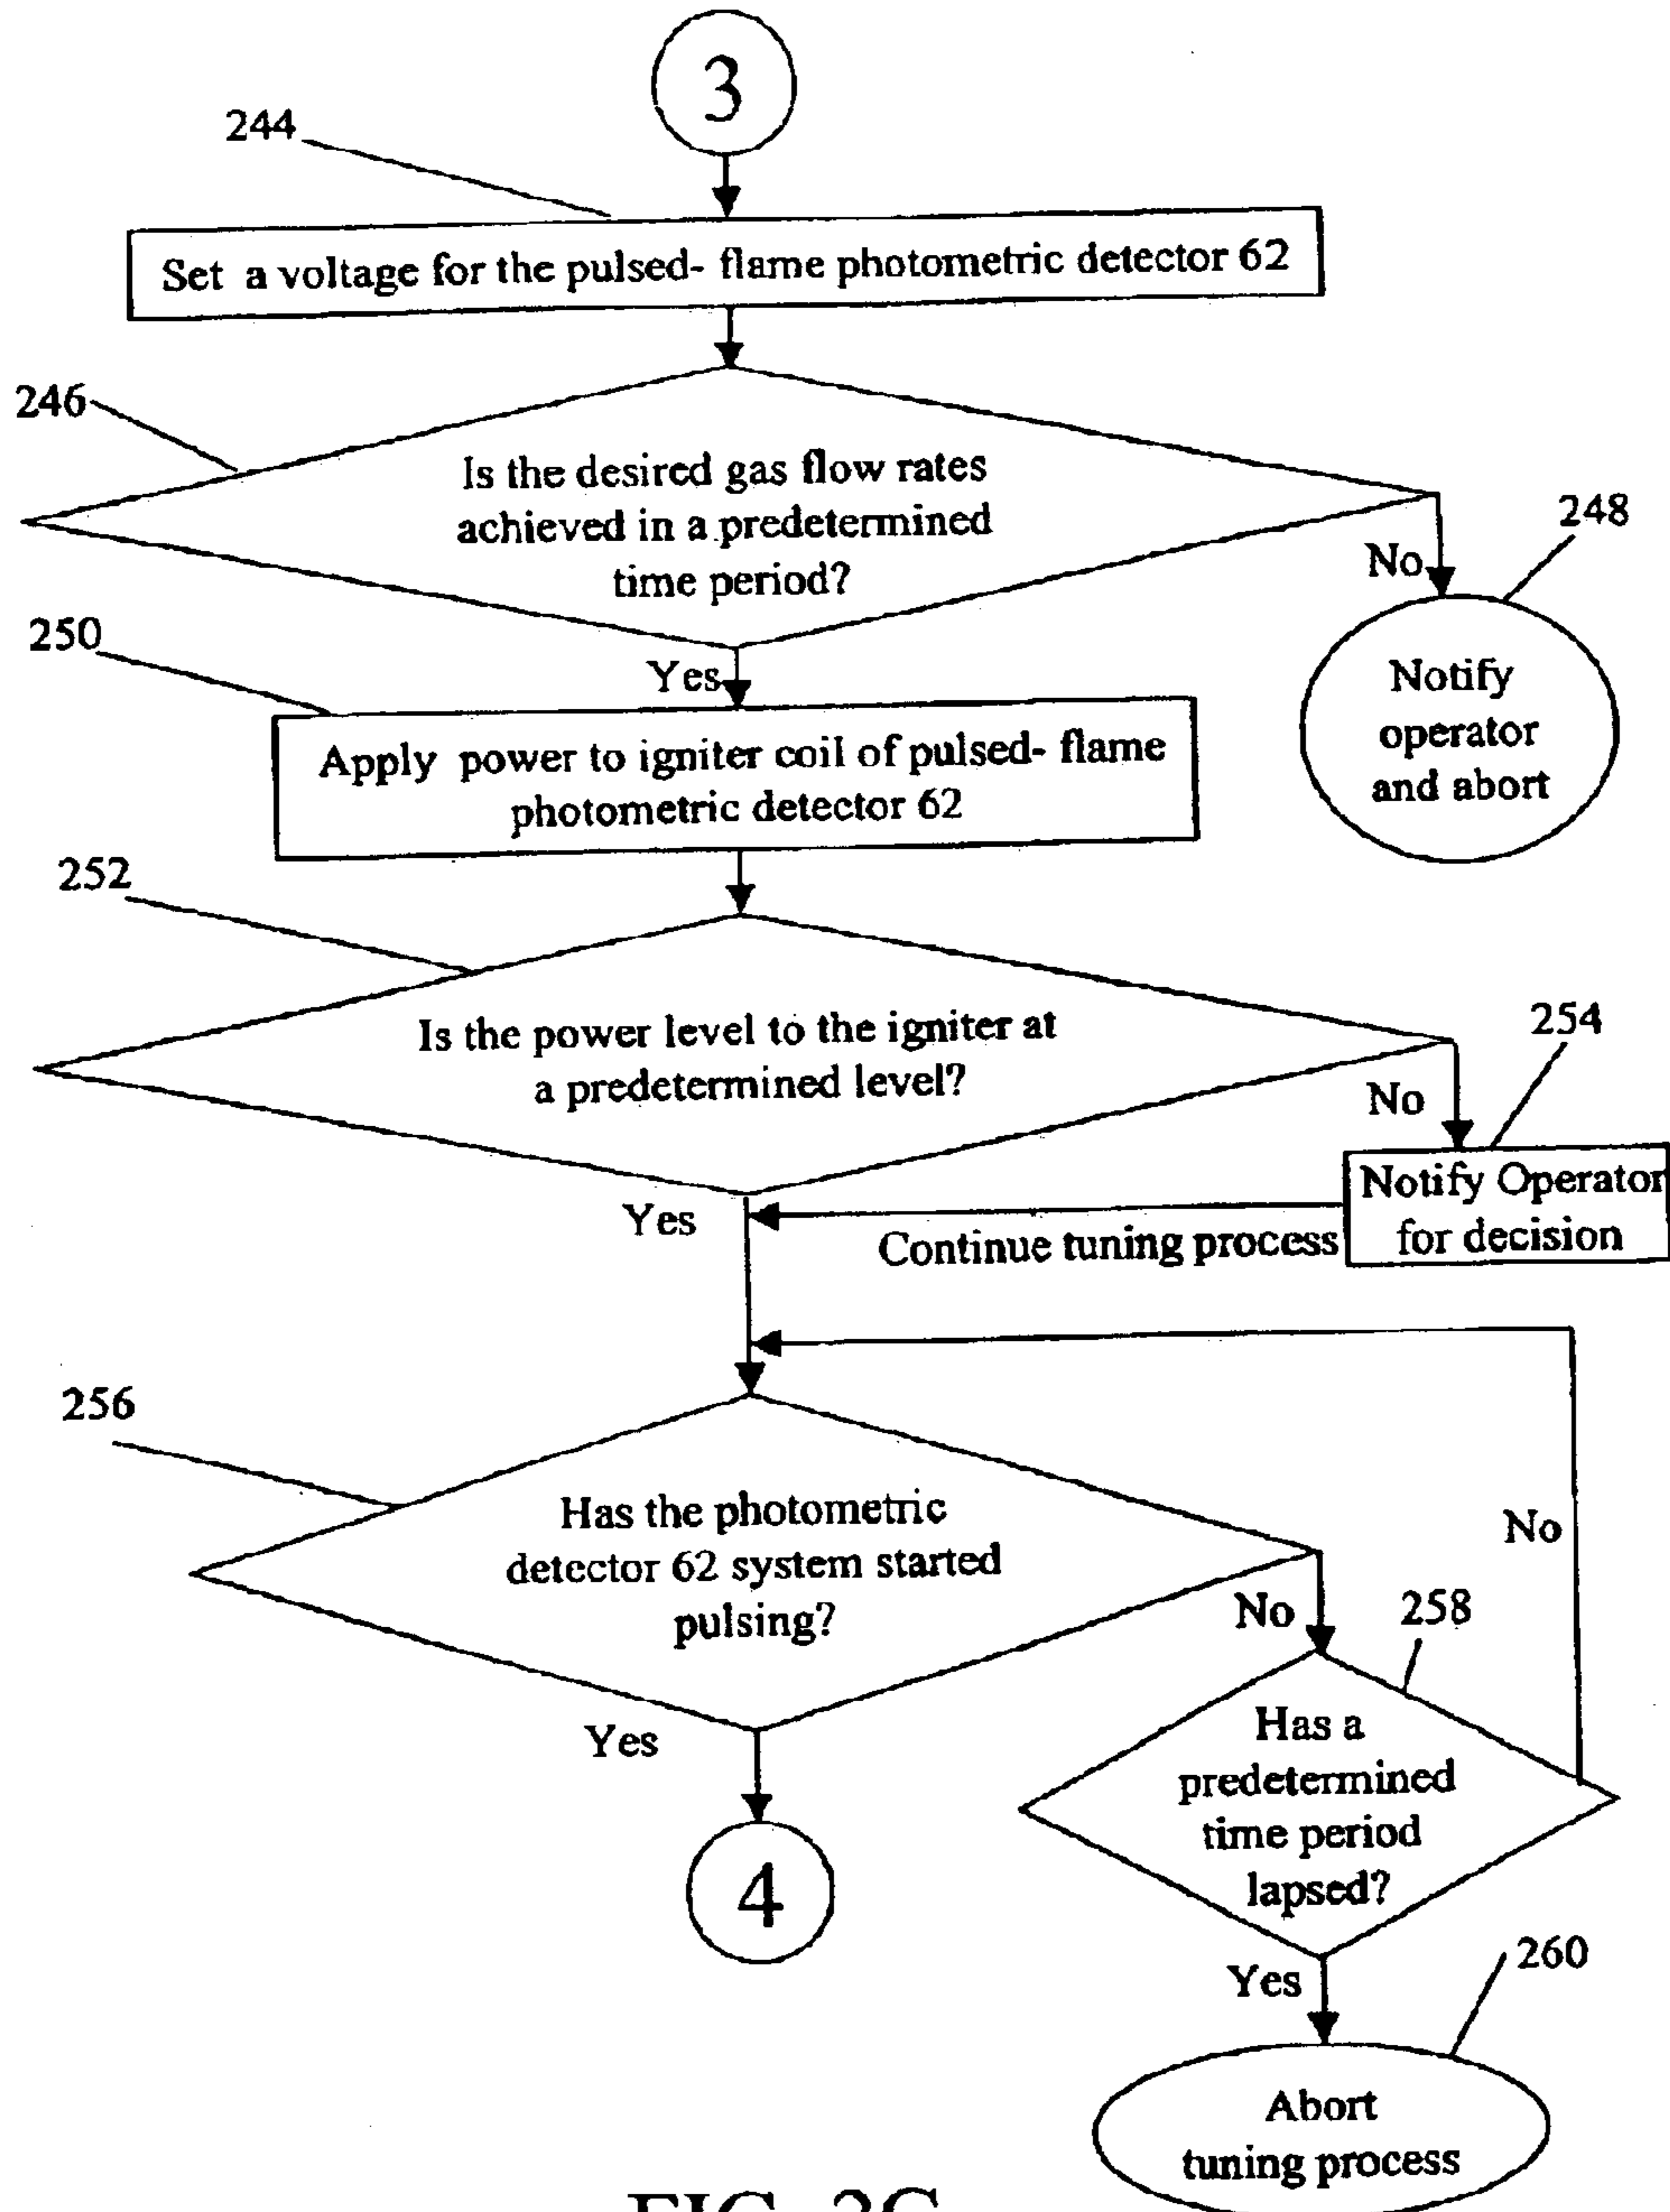 3
244
Set a voltage for the pulsed- flame photometric detector 62
246
Is the desired gas flow rates
achieved in a predetermined
time period?
No
248
Notify
operator
and abort
250
Yes
Apply power to igniter coil of pulsed- flame
photometric detector 62
252
Is the power level to the igniter at
a predetermined level?
No
254
Notify Operator
for decision
Yes
Continue tuning process
256
Has the photometric
detector 62 system started
pulsing?
No
No
258
Has a
predetermined
time period
lapsed?
Yes
4
Yes
260
Abort
tuning process